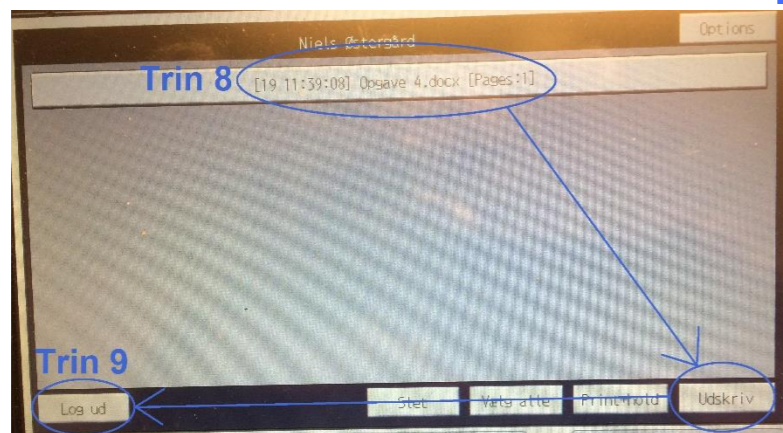 Niels Østergård
Options
Trin 8
[19 11:39:08] Opgave 4.docx [Pages:1]
Trin 9
Log ud
Slet
Vælg alle
Print+hold
Udskriv